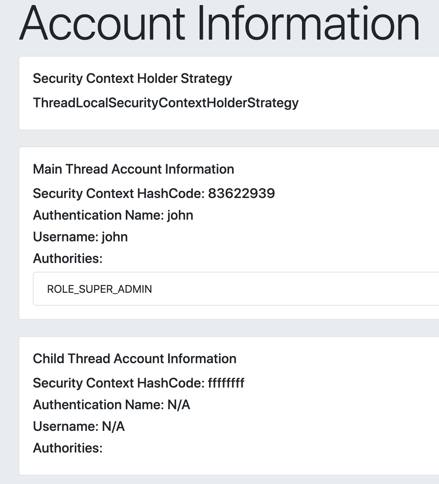 Account Information
Security Context Holder Strategy
ThreadLocalSecurityContextHolderStrategy
Main Thread Account Information
Security Context HashCode: 83622939
Authentication Name: john
Username: john
Authorities:
ROLE_SUPER_ADMIN
Child Thread Account Information
Security Context HashCode: ffffffff
Authentication Name: N/A
Username: N/A
Authorities: